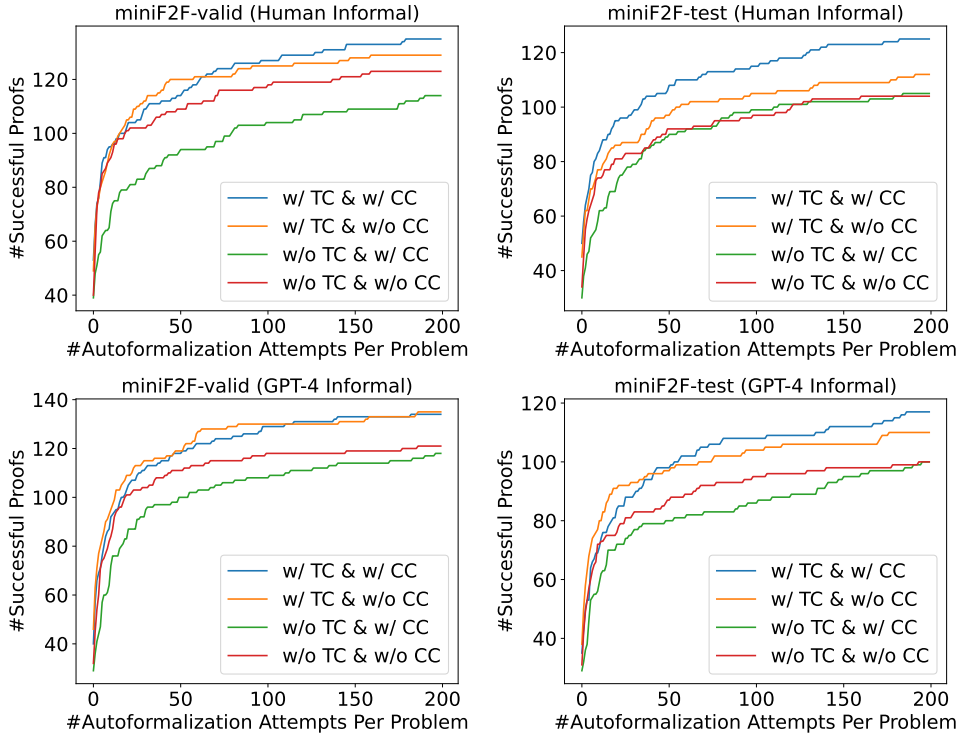 miniF2F-valid (Human Informal)
#Successful Proofs
120
100
80
60
40
w/ TC & w/ CC
w/ TC & w/o CC
w/o TC & w/ CC
w/o TC & w/o CC
0 50 100 150 200
#Autoformalization Attempts Per Problem
miniF2F-test (Human Informal)
#Successful Proofs
120
100
80
60
40
w/ TC & w/ CC
w/ TC & w/o CC
w/o TC & w/ CC
w/o TC & w/o CC
0 50 100 150 200
#Autoformalization Attempts Per Problem
miniF2F-valid (GPT-4 Informal)
#Successful Proofs
140
120
100
80
60
40
w/ TC & w/ CC
w/ TC & w/o CC
w/o TC & w/ CC
w/o TC & w/o CC
0 50 100 150 200
#Autoformalization Attempts Per Problem
miniF2F-test (GPT-4 Informal)
#Successful Proofs
120
100
80
60
40
w/ TC & w/ CC
w/ TC & w/o CC
w/o TC & w/ CC
w/o TC & w/o CC
0 50 100 150 200
#Autoformalization Attempts Per Problem